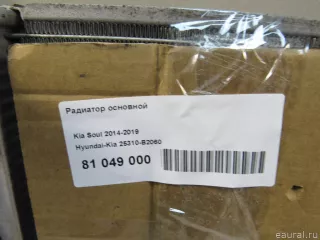 Радиатор основной
Kia Soul 2014-2019
Hyundai-Kia 25310-B2060
81 049 000
eaural.ru